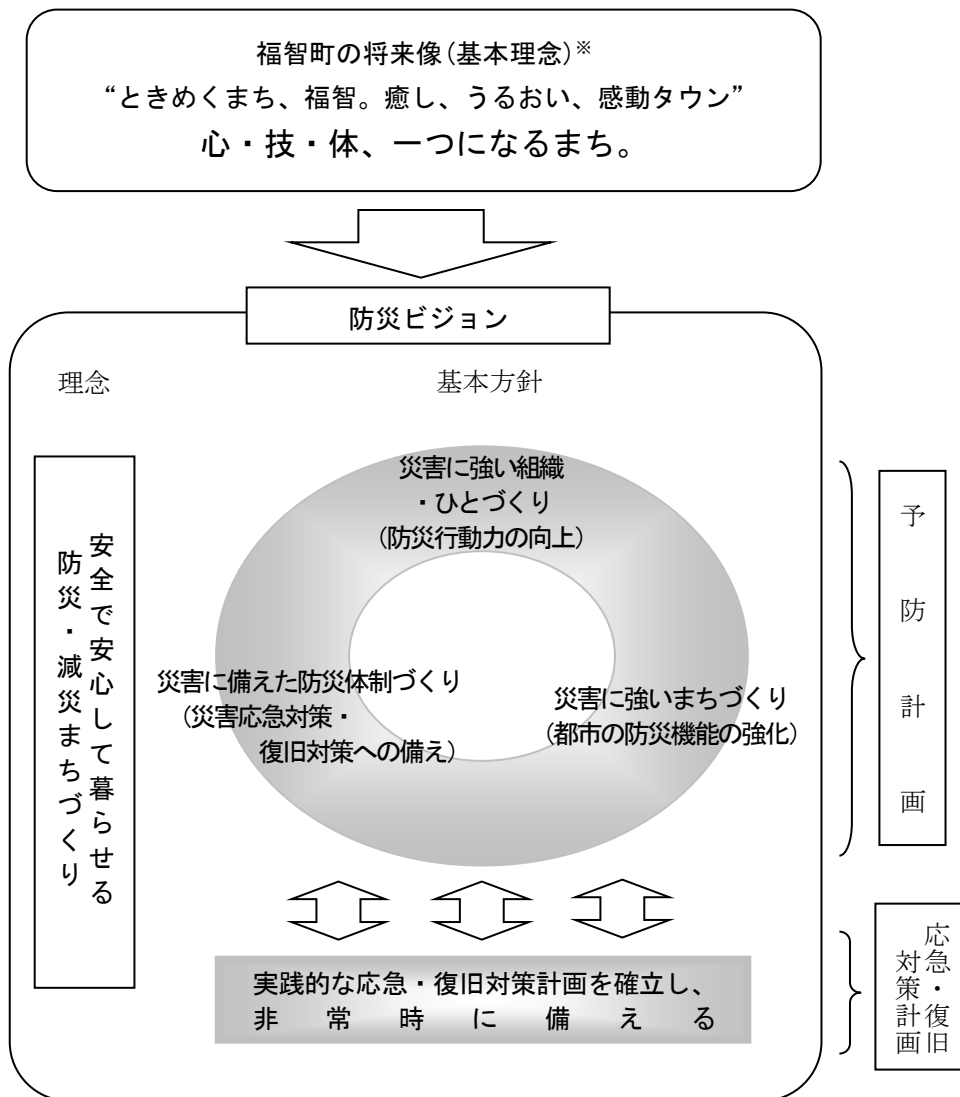 福智町の将来像(基本理念)※
“ときめくまち、福智。癒し、うるおい、感動タウン”
心・技・体、一つになるまち。
防災ビジョン
理念
基本方針
安全で安心して暮らせる
防災・減災まちづくり
災害に強い組織
・ひとづくり
(防災行動力の向上)
災害に備えた防災体制づくり
(災害応急対策・
復旧対策への備え)
災害に強いまちづくり
(都市の防災機能の強化)
予防計画
実践的な応急・復旧対策計画を確立し、
非常時に備える
応急・復旧
対策計画